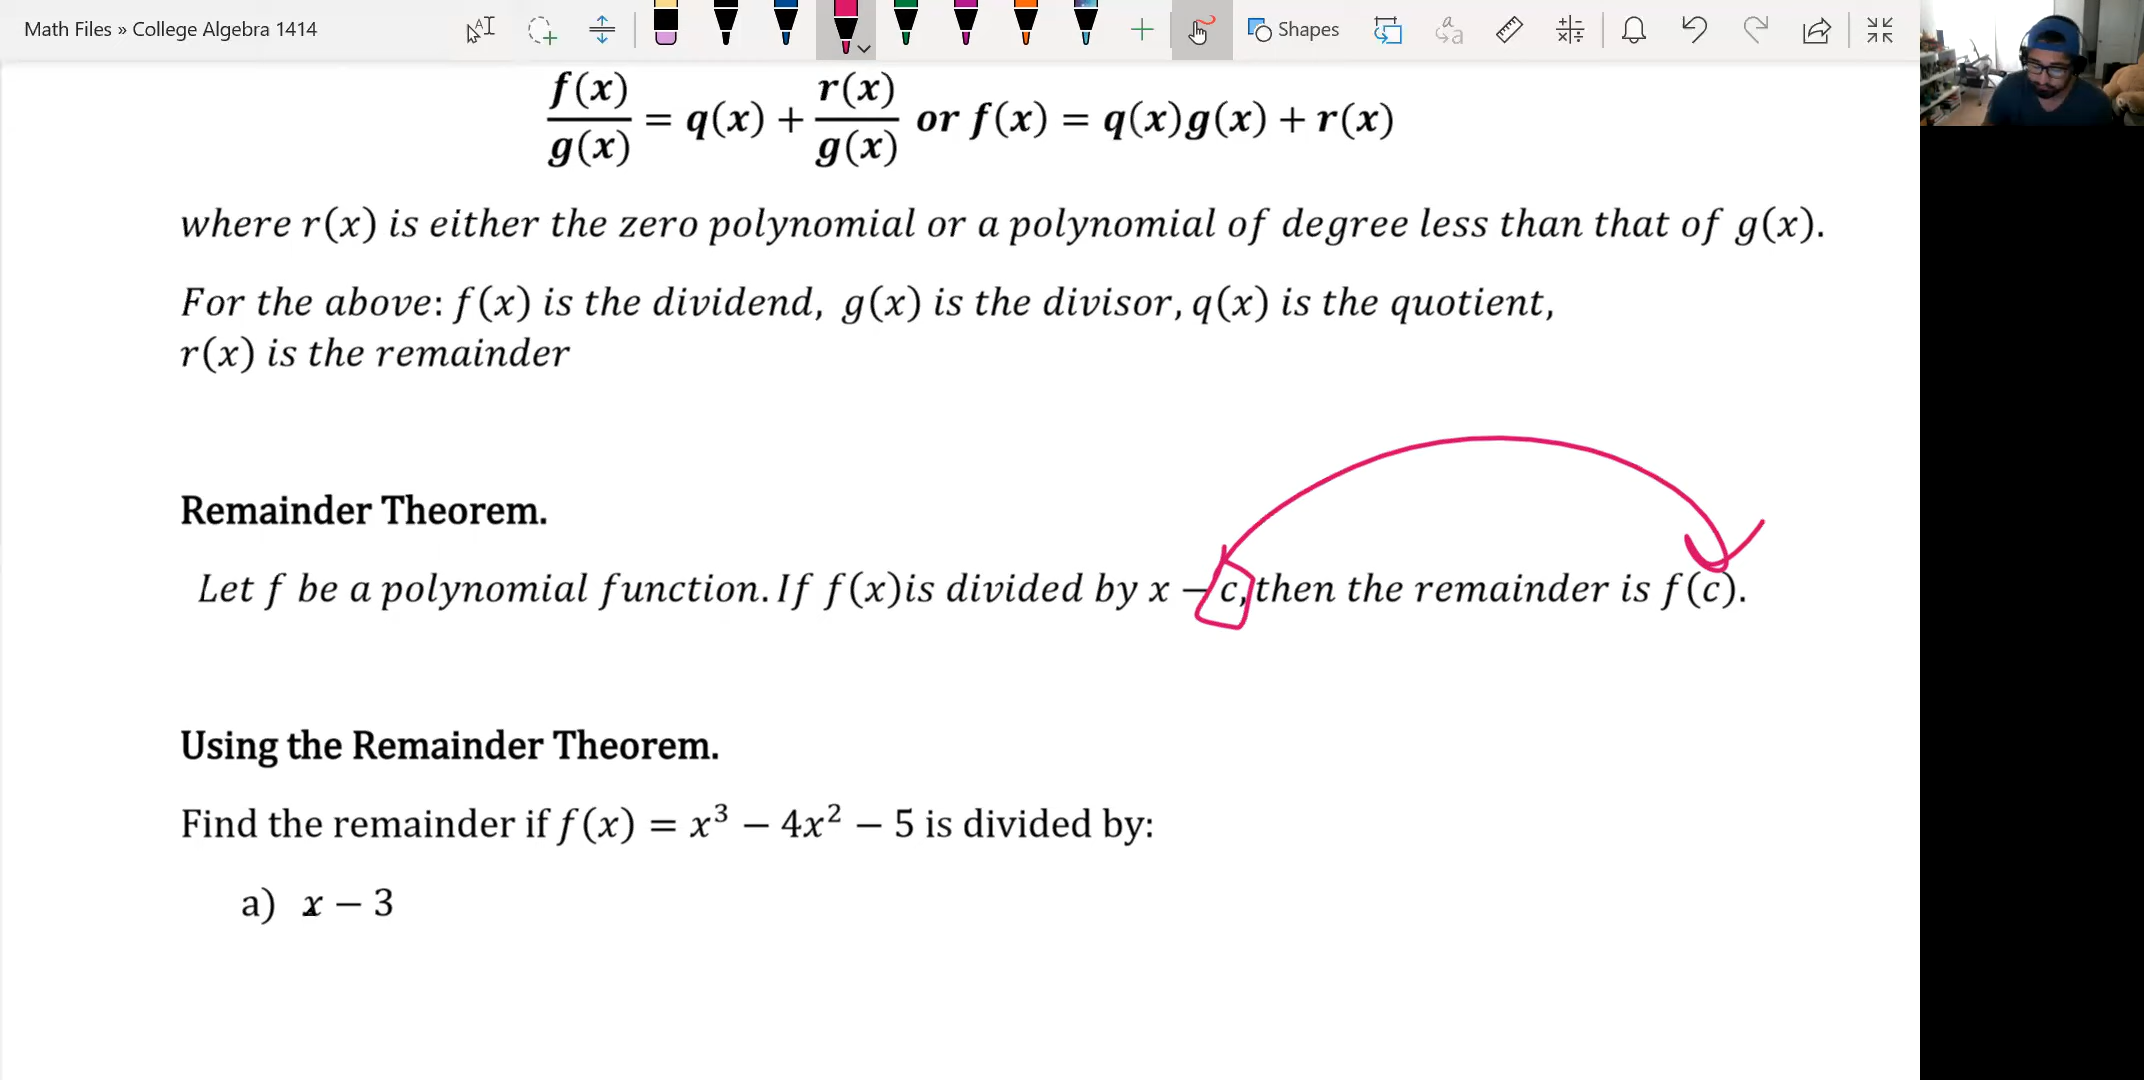 Math Files » College Algebra 1414
Shapes
f(x)/g(x) = q(x) + r(x)/g(x) or f(x) = q(x)g(x) + r(x)
where r(x) is either the zero polynomial or a polynomial of degree less than that of g(x).
For the above: f(x) is the dividend, g(x) is the divisor, q(x) is the quotient,
r(x) is the remainder
Remainder Theorem.
Let f be a polynomial function. If f(x)is divided by x − c, then the remainder is f(c).
Using the Remainder Theorem.
Find the remainder if f(x) = x³ − 4x² − 5 is divided by:
a) x − 3